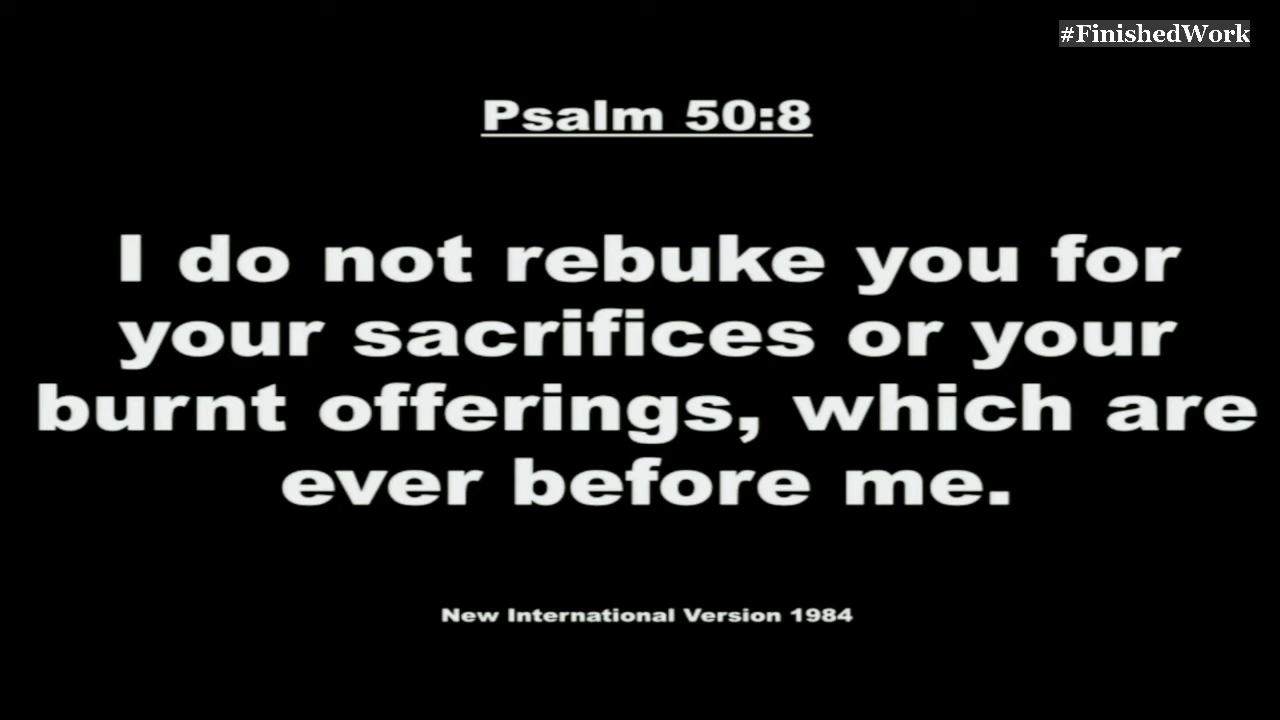 #FinishedWork
Psalm 50:8
I do not rebuke you for
your sacrifices or your
burnt offerings, which are
ever before me.
New International Version 1984